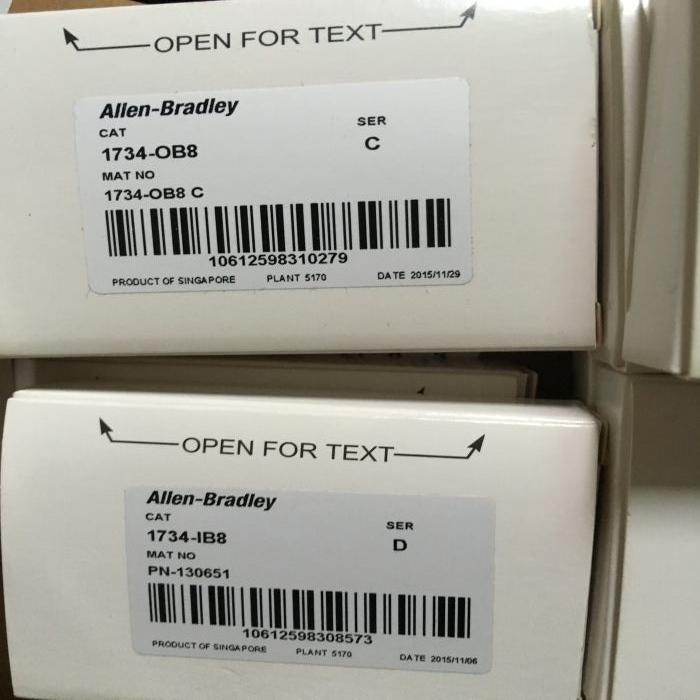 OPEN FOR TEXT
Allen-Bradley
CAT SER
1734-OB8 C
MAT NO
1734-OB8 C
10612598310279
PRODUCT OF SINGAPORE PLANT 5170 DATE 2015/11/29
OPEN FOR TEXT
Allen-Bradley
CAT SER
1734-IB8 D
MAT NO
PN-130651
10612598308573
PRODUCT OF SINGAPORE PLANT 5170 DATE 2015/11/06